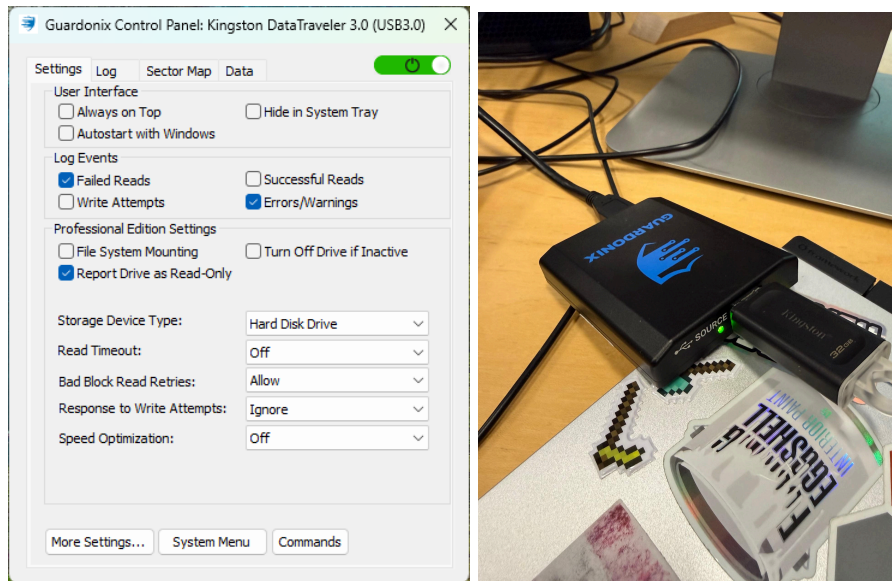 Guardonix Control Panel: Kingston DataTraveler 3.0 (USB3.0)
Settings Log Sector Map Data
User Interface
Always on Top Hide in System Tray
Autostart with Windows
Log Events
Failed Reads Successful Reads
Write Attempts Errors/Warnings
Professional Edition Settings
File System Mounting Turn Off Drive if Inactive
Report Drive as Read-Only
Storage Device Type: Hard Disk Drive
Read Timeout: Off
Bad Block Read Retries: Allow
Response to Write Attempts: Ignore
Speed Optimization: Off
More Settings... System Menu Commands
GUARDONIX
SOURCE
Kingston
32GB
INTERIOR PAINT
EGGSHELL